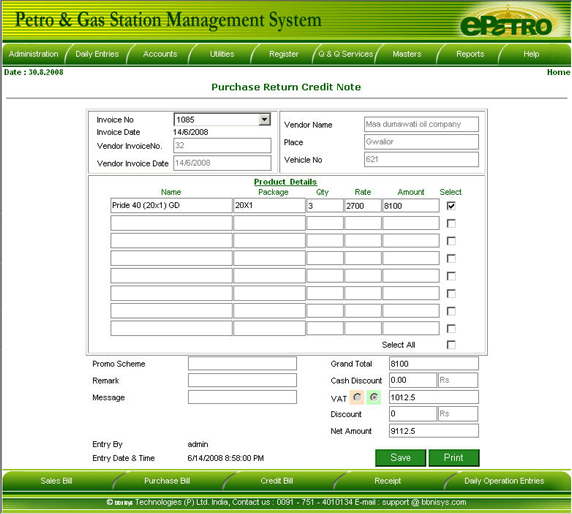 Petro & Gas Station Management System
ePETRO
Administration Daily Entries Accounts Utilities Register Q & Q Services Masters Reports Help
Date : 30.8.2008 Home
Purchase Return Credit Note
Invoice No 1085
Invoice Date 14/6/2008
Vendor InvoiceNo. 32
Vendor Invoice Date 14/6/2008
Vendor Name Maa dumawati oil company
Place Gwalior
Vehicle No 621
Product Details
Name Package Qty Rate Amount Select
Pride 40 (20x1) GD 20X1 3 2700 8100
Select All
Promo Scheme
Remark
Message
Grand Total 8100
Cash Discount 0.00 Rs
VAT 1012.5
Discount 0 Rs
Net Amount 9112.5
Entry By admin
Entry Date & Time 6/14/2008 8:58:00 PM
Save Print
Sales Bill Purchase Bill Credit Bill Receipt Daily Operation Entries
© bbnisys Technologies (P) Ltd. India, Contact us : 0091 - 751 - 4010134 E-mail : support @ bbnisys.com